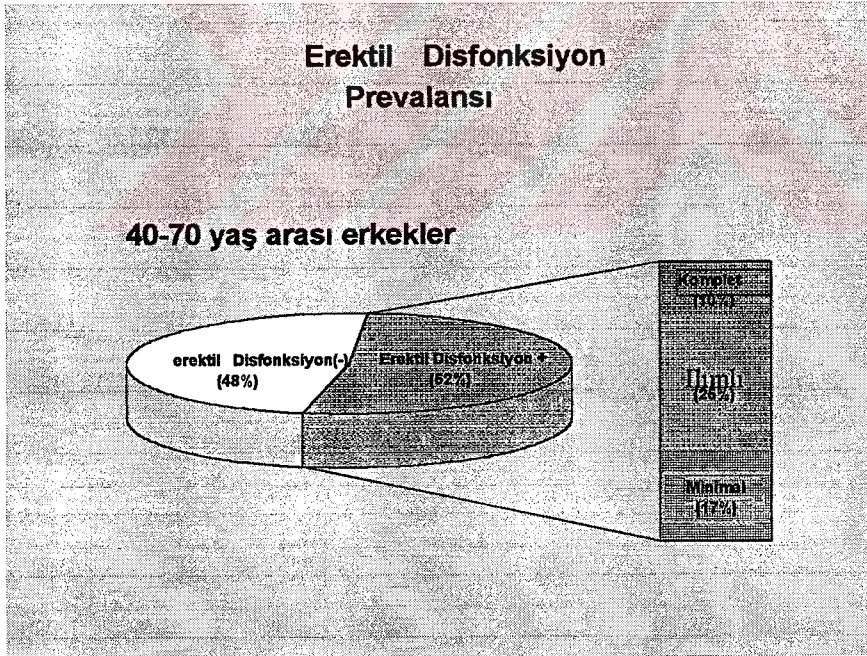 Erektil Disfonksiyon
Prevalansı
40-70 yaş arası erkekler
erektil Disfonksiyon(-)
(48%)
Erektil Disfonksiyon +
(52%)
Komplet
(10%)
Ilımlı
(25%)
Minimal
(17%)